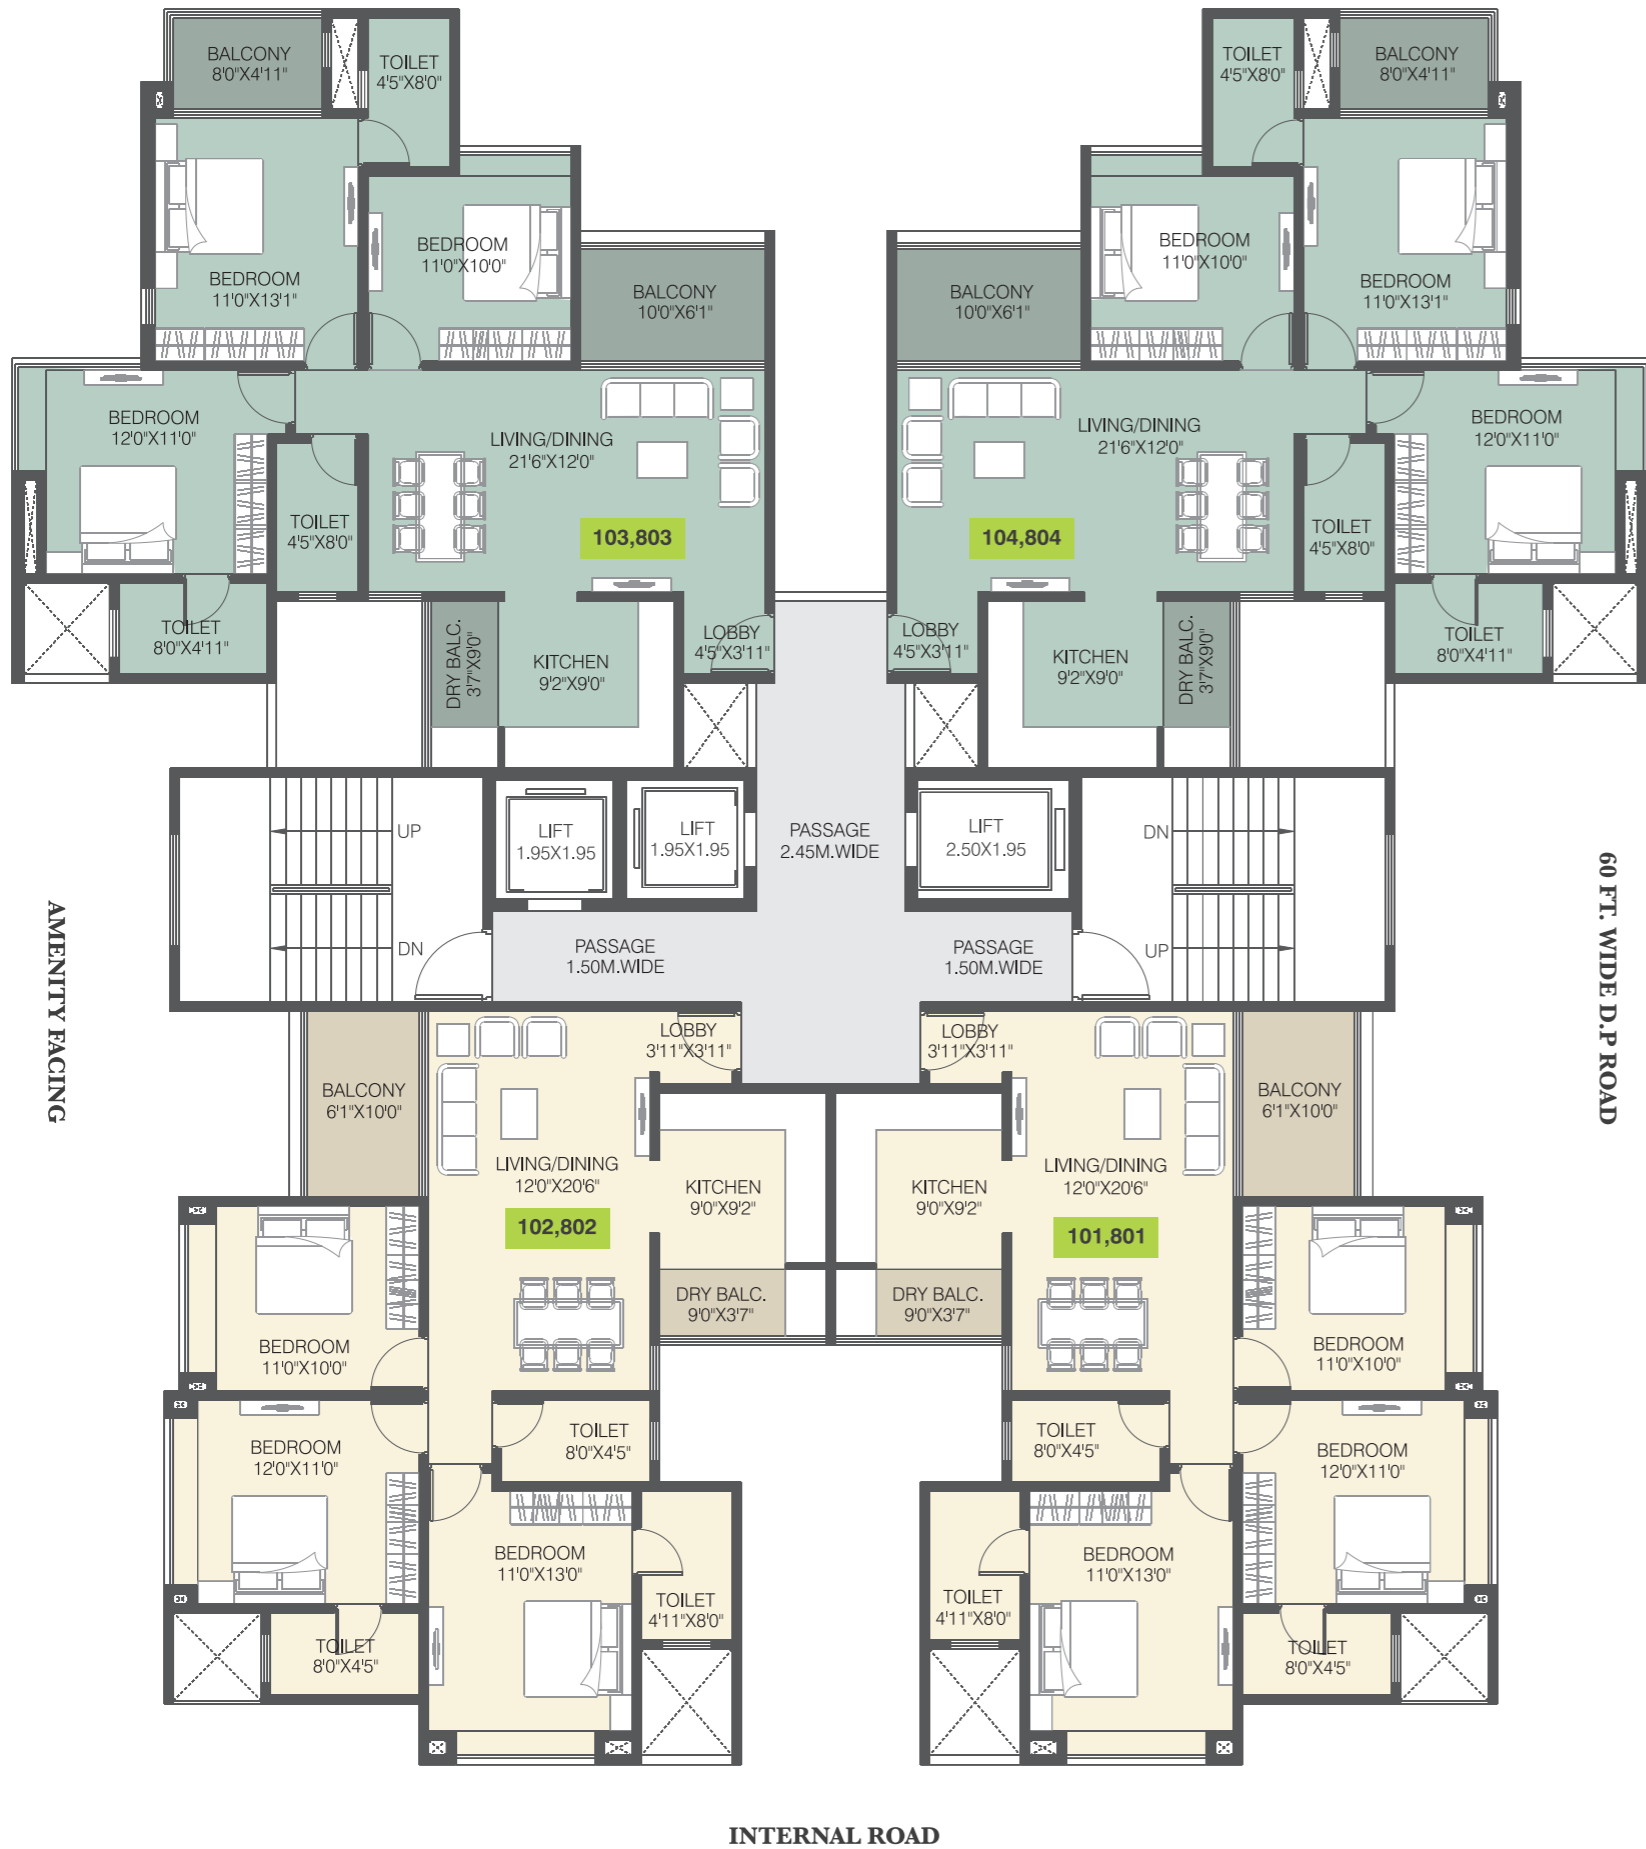 BALCONY
8'0"X4'11"
TOILET
4'5"X8'0"
TOILET
4'5"X8'0"
BALCONY
8'0"X4'11"
BEDROOM
11'0"X13'1"
BEDROOM
11'0"X10'0"
BALCONY
10'0"X6'1"
BALCONY
10'0"X6'1"
BEDROOM
11'0"X10'0"
BEDROOM
11'0"X13'1"
BEDROOM
12'0"X11'0"
LIVING/DINING
21'6"X12'0"
LIVING/DINING
21'6"X12'0"
BEDROOM
12'0"X11'0"
TOILET
4'5"X8'0"
103,803
104,804
TOILET
4'5"X8'0"
TOILET
8'0"X4'11"
DRY BALC.
3'7"X9'0"
KITCHEN
9'2"X9'0"
LOBBY
4'5"X3'11"
LOBBY
4'5"X3'11"
KITCHEN
9'2"X9'0"
DRY BALC.
3'7"X9'0"
TOILET
8'0"X4'11"
UP
LIFT
1.95X1.95
LIFT
1.95X1.95
PASSAGE
2.45M.WIDE
LIFT
2.50X1.95
DN
AMENITY FACING
60 FT. WIDE D.P ROAD
DN
PASSAGE
1.50M.WIDE
PASSAGE
1.50M.WIDE
UP
LOBBY
3'11"X3'11"
LOBBY
3'11"X3'11"
BALCONY
6'1"X10'0"
BALCONY
6'1"X10'0"
LIVING/DINING
12'0"X20'6"
KITCHEN
9'0"X9'2"
KITCHEN
9'0"X9'2"
LIVING/DINING
12'0"X20'6"
102,802
101,801
DRY BALC.
9'0"X3'7"
DRY BALC.
9'0"X3'7"
BEDROOM
11'0"X10'0"
BEDROOM
11'0"X10'0"
BEDROOM
12'0"X11'0"
TOILET
8'0"X4'5"
TOILET
8'0"X4'5"
BEDROOM
12'0"X11'0"
BEDROOM
11'0"X13'0"
TOILET
4'11"X8'0"
TOILET
4'11"X8'0"
BEDROOM
11'0"X13'0"
TOILET
8'0"X4'5"
TOILET
8'0"X4'5"
INTERNAL ROAD